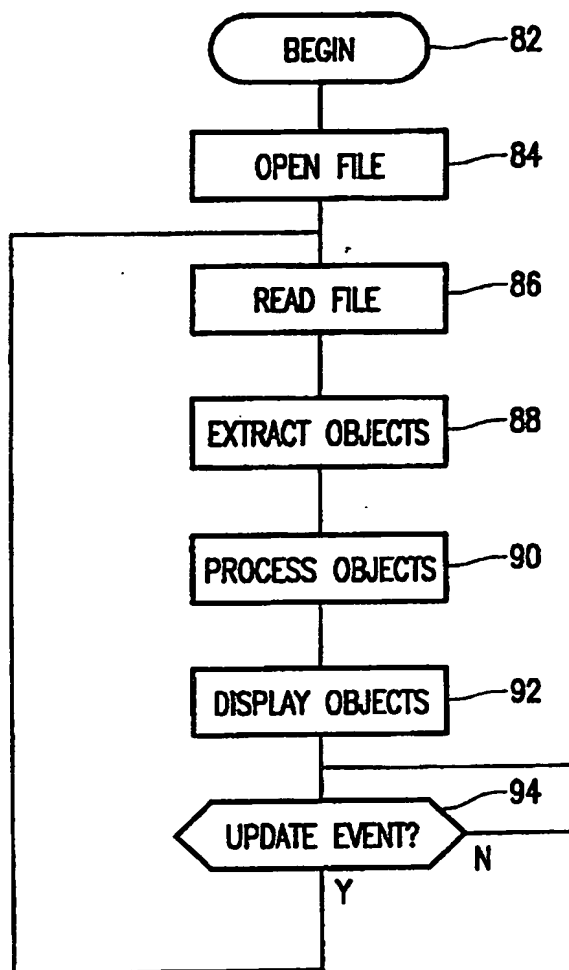 BEGIN 82
OPEN FILE 84
READ FILE 86
EXTRACT OBJECTS 88
PROCESS OBJECTS 90
DISPLAY OBJECTS 92
94
UPDATE EVENT?
N
Y